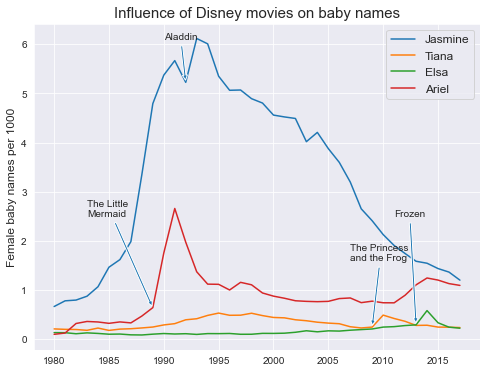 Influence of Disney movies on baby names
Female baby names per 1000
6
5
4
3
2
1
0
1980
1985
1990
1995
2000
2005
2010
2015
Aladdin
The Little
Mermaid
The Princess
and the Frog
Frozen
Jasmine
Tiana
Elsa
Ariel